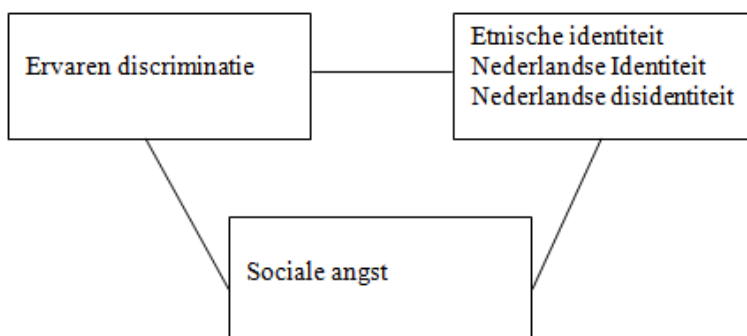 Ervaren discriminatie
Etnische identiteit
Nederlandse Identiteit
Nederlandse disidentiteit
Sociale angst